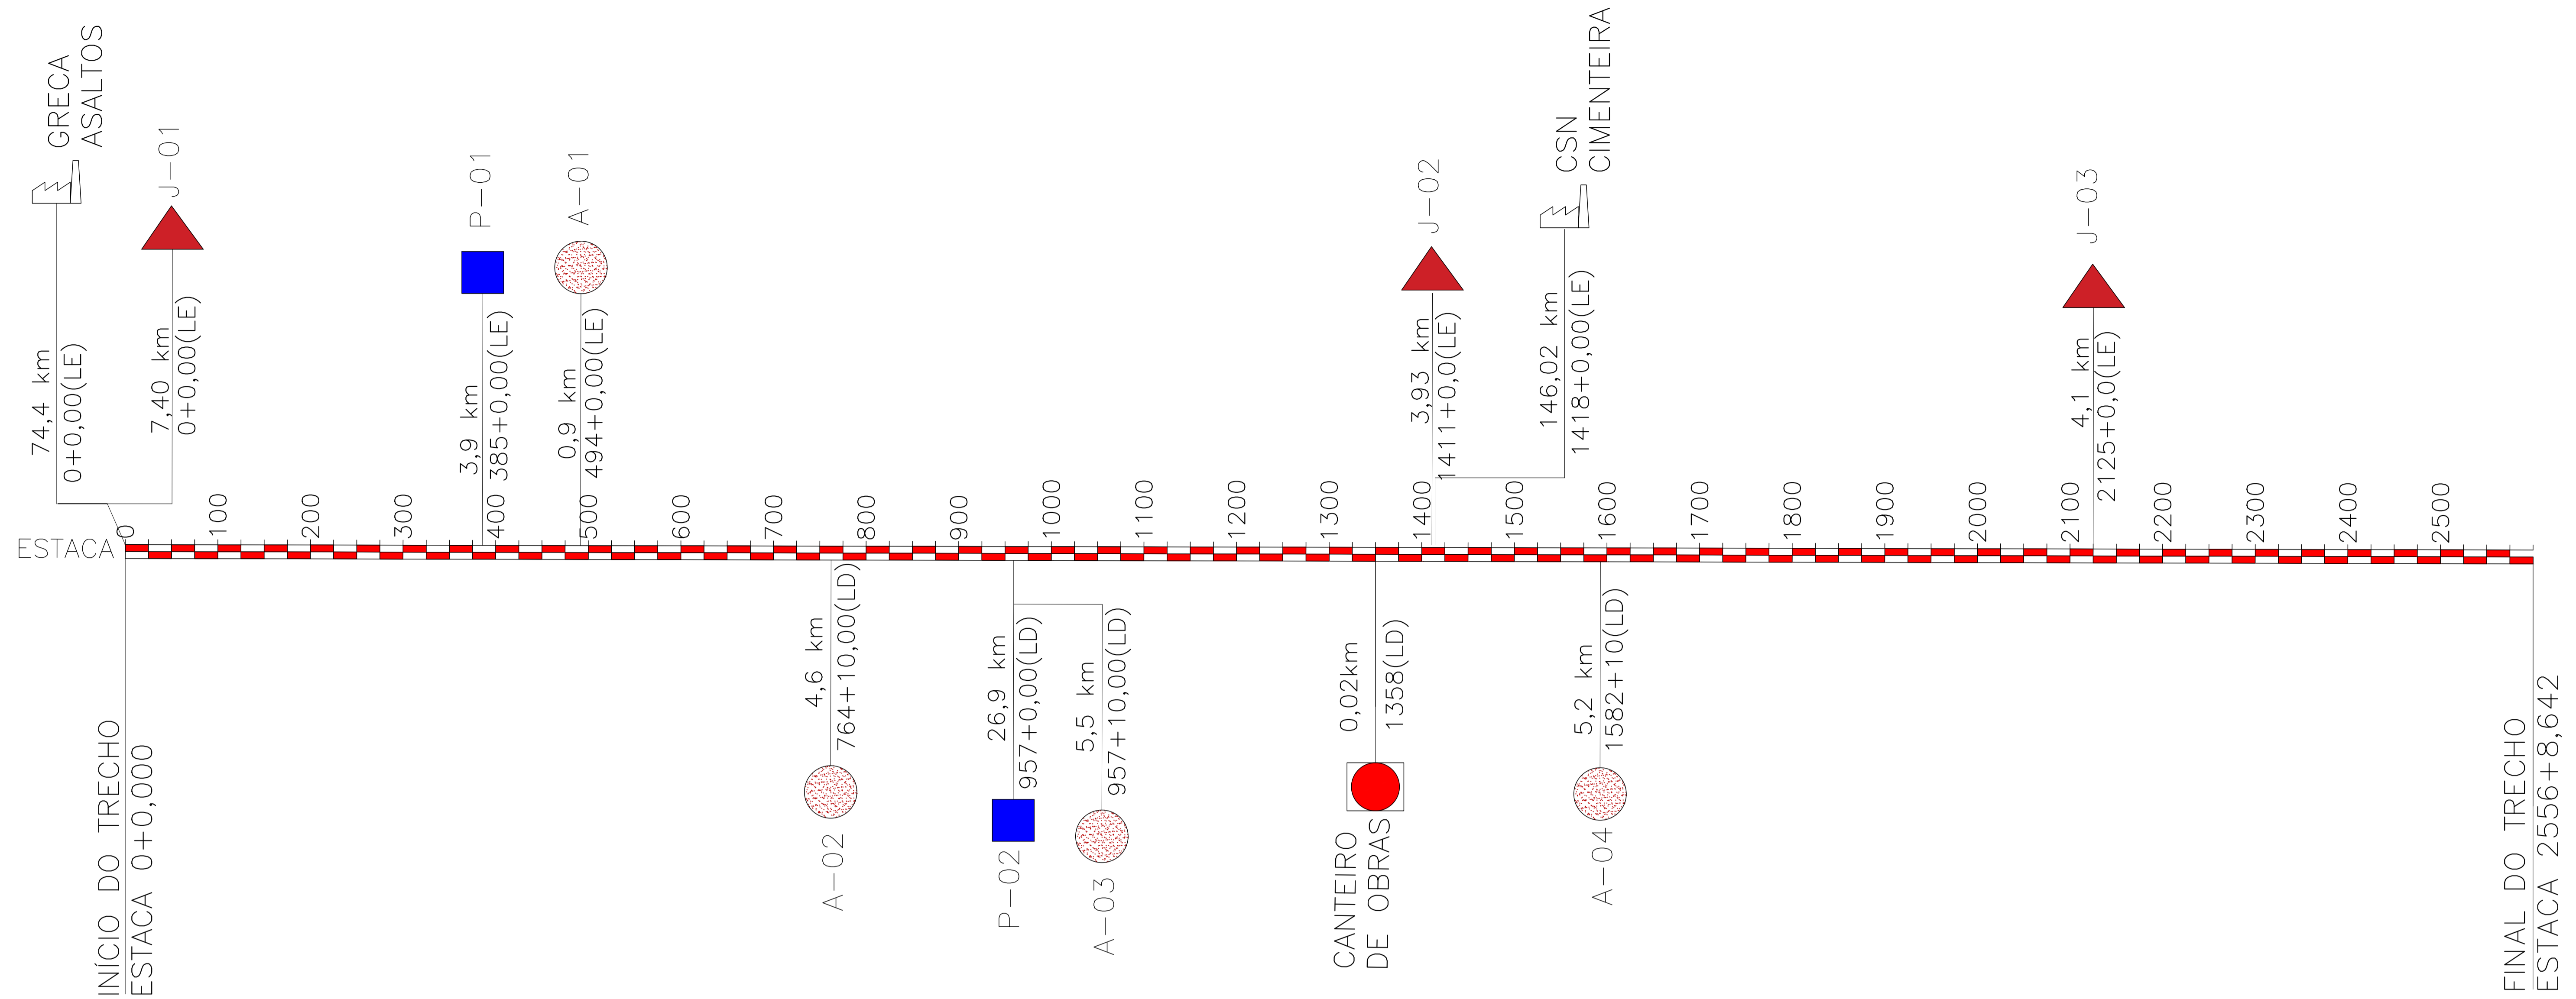 GRECA
ASALTOS
74,4 km
0+0,00(LE)
J-01
7,40 km
0+0,00(LE)
P-01
3,9 km
385+0,00(LE)
A-01
0,9 km
494+0,00(LE)
J-02
3,93 km
1411+0,0(LE)
CSN
CIMENTEIRA
146,02 km
1418+0,00(LE)
J-03
4,1 km
2125+0,0(LE)
ESTACA
0
100
200
300
400
500
600
700
800
900
1000
1100
1200
1300
1400
1500
1600
1700
1800
1900
2000
2100
2200
2300
2400
2500
INÍCIO DO TRECHO
ESTACA 0+0,000
4,6 km
764+10,00(LD)
A-02
26,9 km
957+0,00(LD)
P-02
5,5 km
957+10,00(LD)
A-03
0,02km
1358(LD)
CANTEIRO
DE OBRAS
5,2 km
1582+10(LD)
A-04
FINAL DO TRECHO
ESTACA 2556+8,642